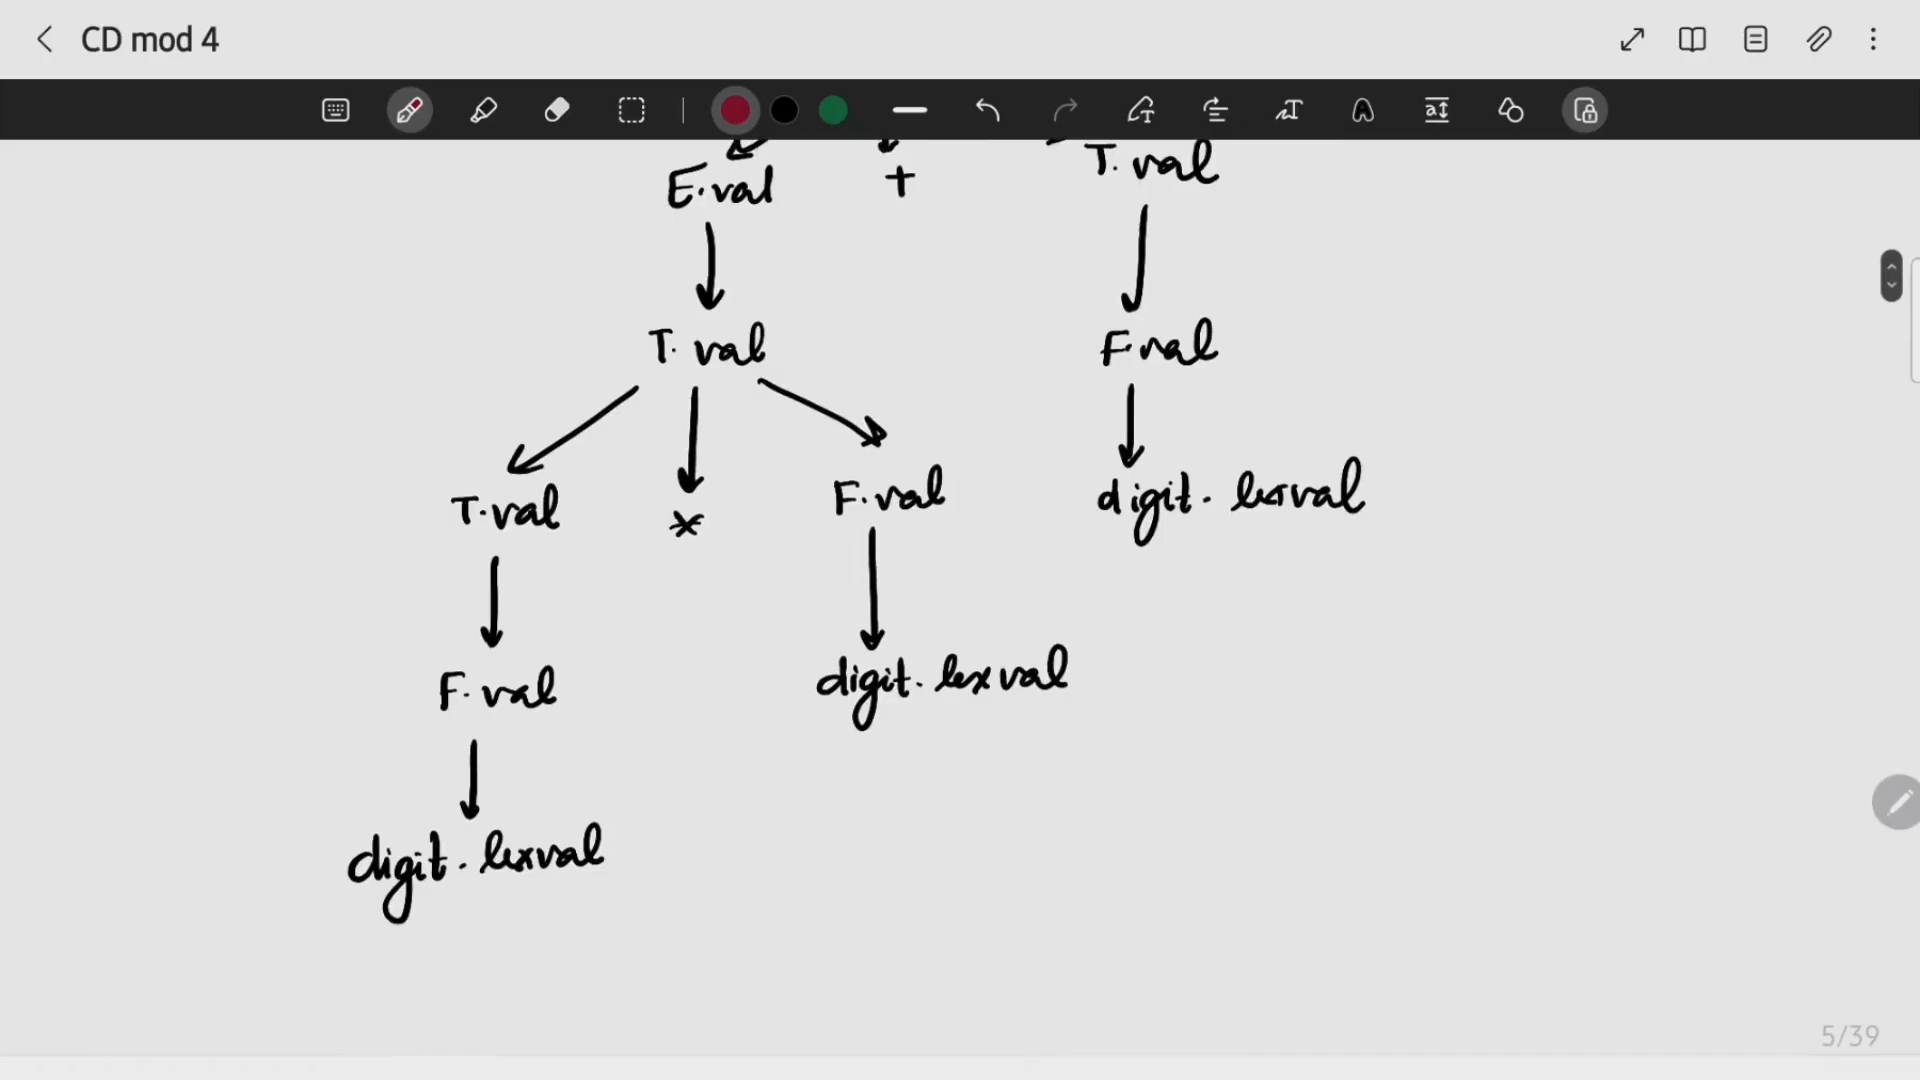 CD mod 4
E.val + T.val
T.val F.val
T.val * F.val digit.lexval
F.val digit.lexval
digit.lexval
5/39